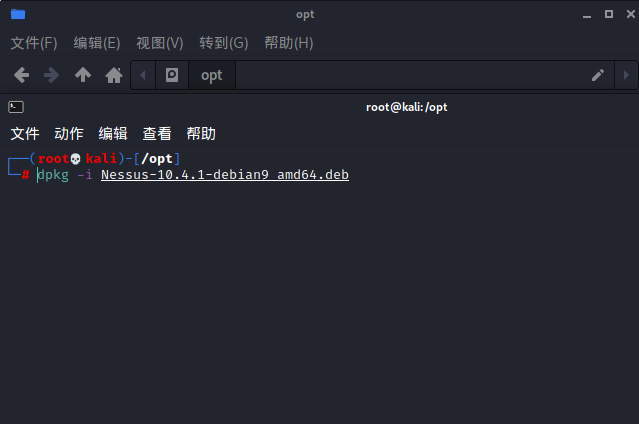 opt
文件(F) 编辑(E) 视图(V) 转到(G) 帮助(H)
opt
root@kali: /opt
文件 动作 编辑 查看 帮助
┌──(root💀kali)-[/opt]
└─# dpkg -i Nessus-10.4.1-debian9_amd64.deb